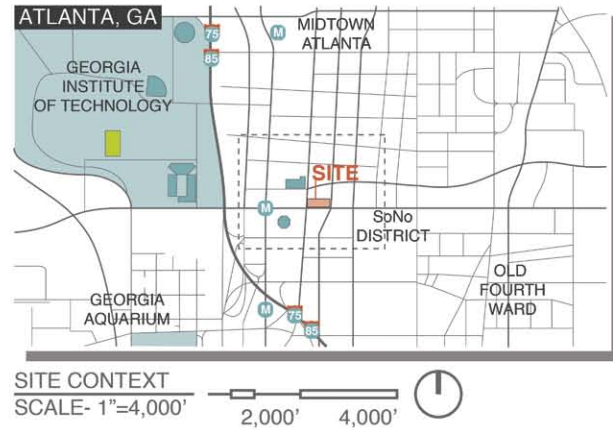 ATLANTA, GA
75
M
MIDTOWN
ATLANTA
85
GEORGIA
INSTITUTE
OF TECHNOLOGY
SITE
M
SoNo
DISTRICT
GEORGIA
AQUARIUM
OLD
FOURTH
WARD
M
75
85
SITE CONTEXT
SCALE- 1"=4,000'
2,000'
4,000'